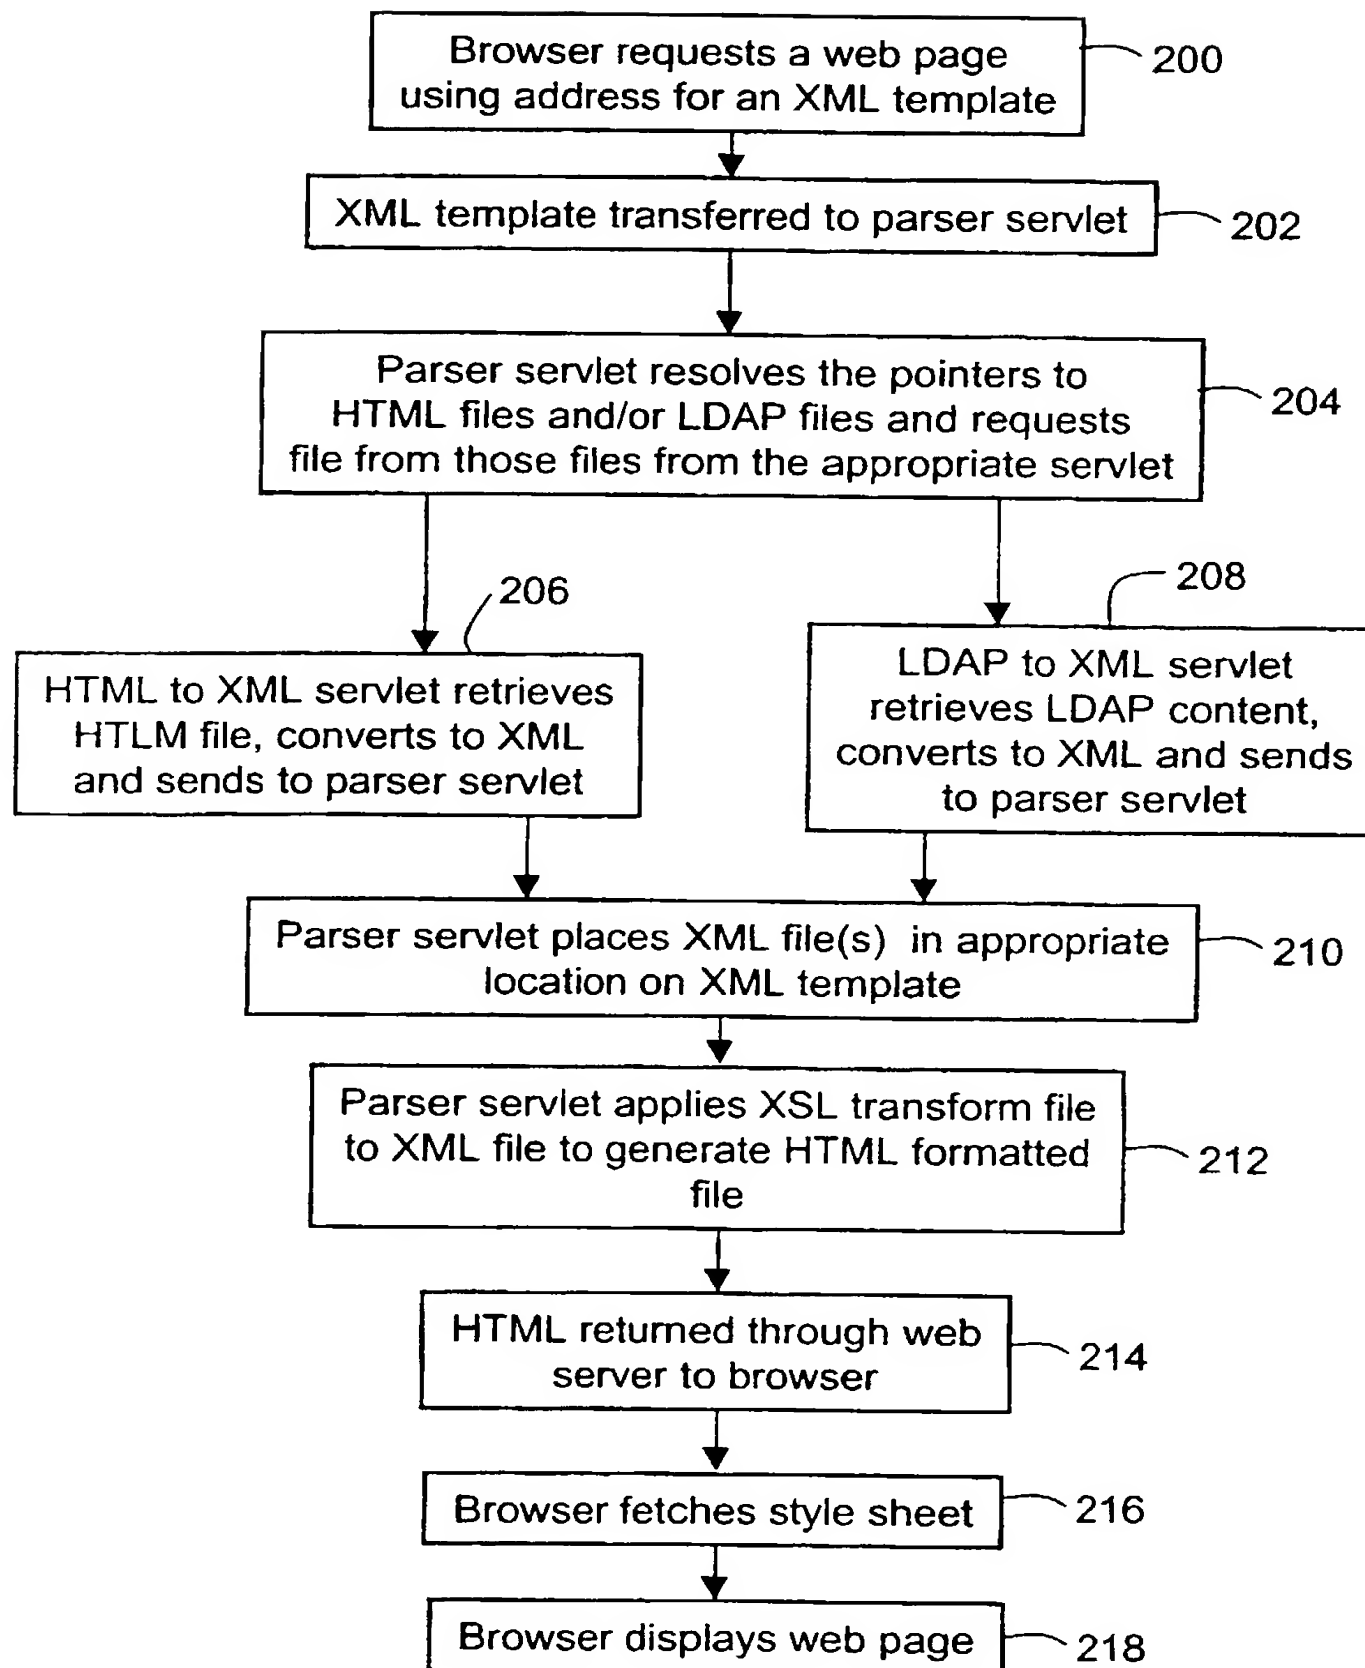 Browser requests a web page
using address for an XML template
200
XML template transferred to parser servlet
202
Parser servlet resolves the pointers to
HTML files and/or LDAP files and requests
file from those files from the appropriate servlet
204
206
HTML to XML servlet retrieves
HTLM file, converts to XML
and sends to parser servlet
208
LDAP to XML servlet
retrieves LDAP content,
converts to XML and sends
to parser servlet
Parser servlet places XML file(s) in appropriate
location on XML template
210
Parser servlet applies XSL transform file
to XML file to generate HTML formatted
file
212
HTML returned through web
server to browser
214
Browser fetches style sheet
216
Browser displays web page
218